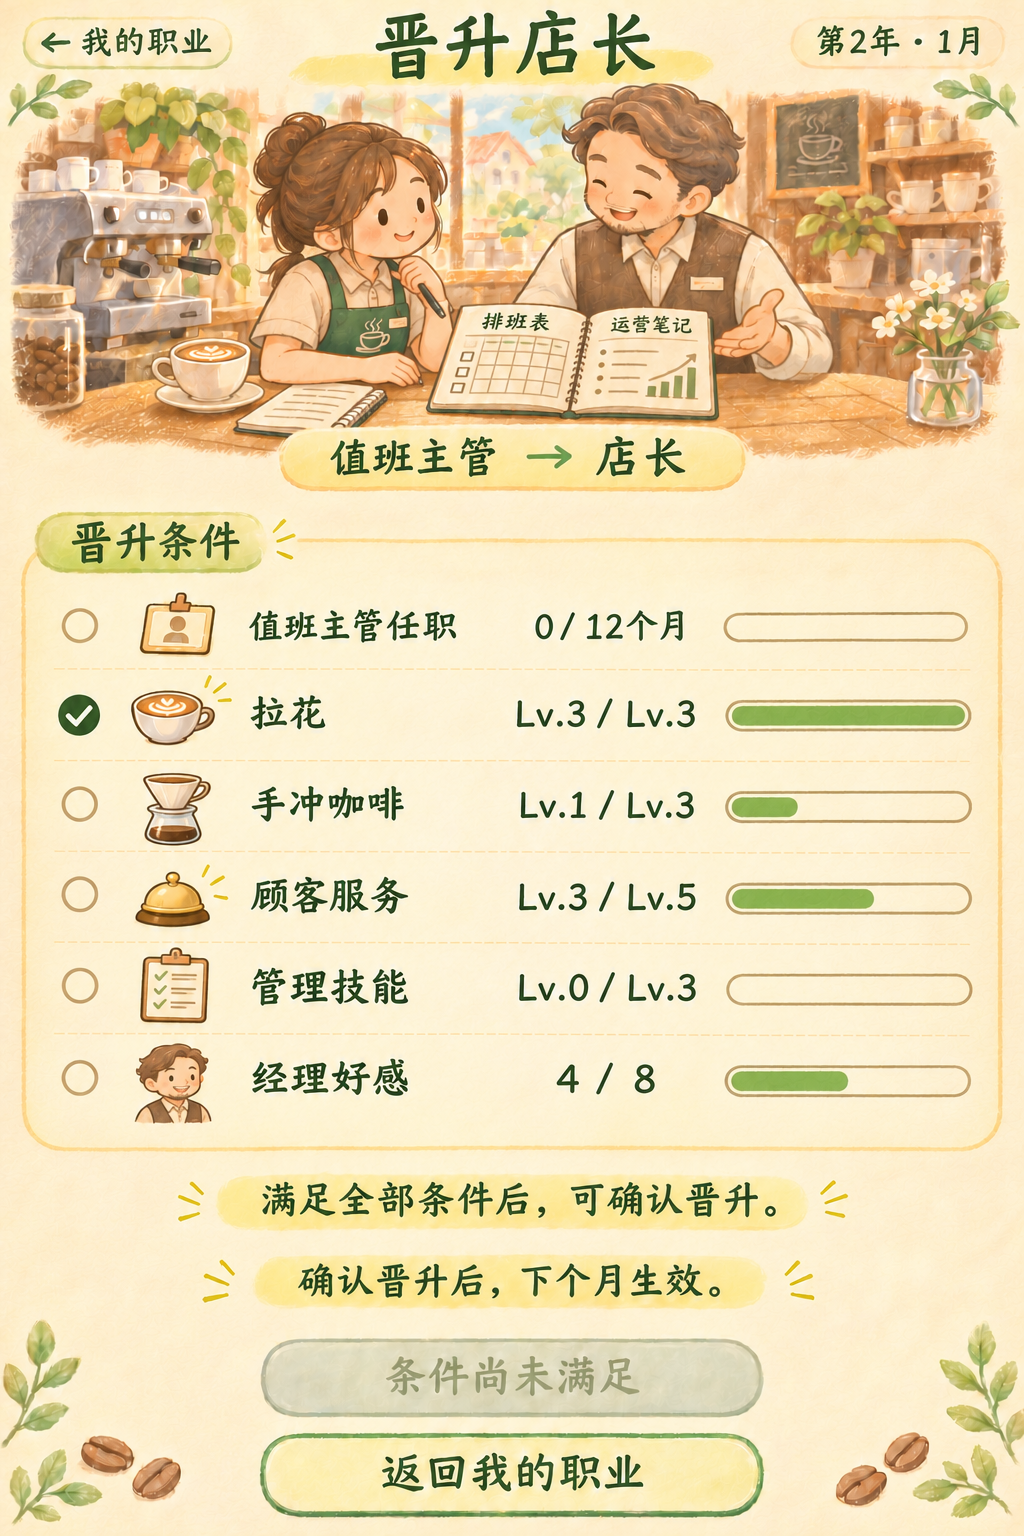 ← 我的职业
晋升店长
第2年·1月
排班表
运营笔记
值班主管 → 店长
晋升条件
值班主管任职 0 / 12个月
拉花 Lv.3 / Lv.3
手冲咖啡 Lv.1 / Lv.3
顾客服务 Lv.3 / Lv.5
管理技能 Lv.0 / Lv.3
经理好感 4 / 8
满足全部条件后，可确认晋升。
确认晋升后，下个月生效。
条件尚未满足
返回我的职业